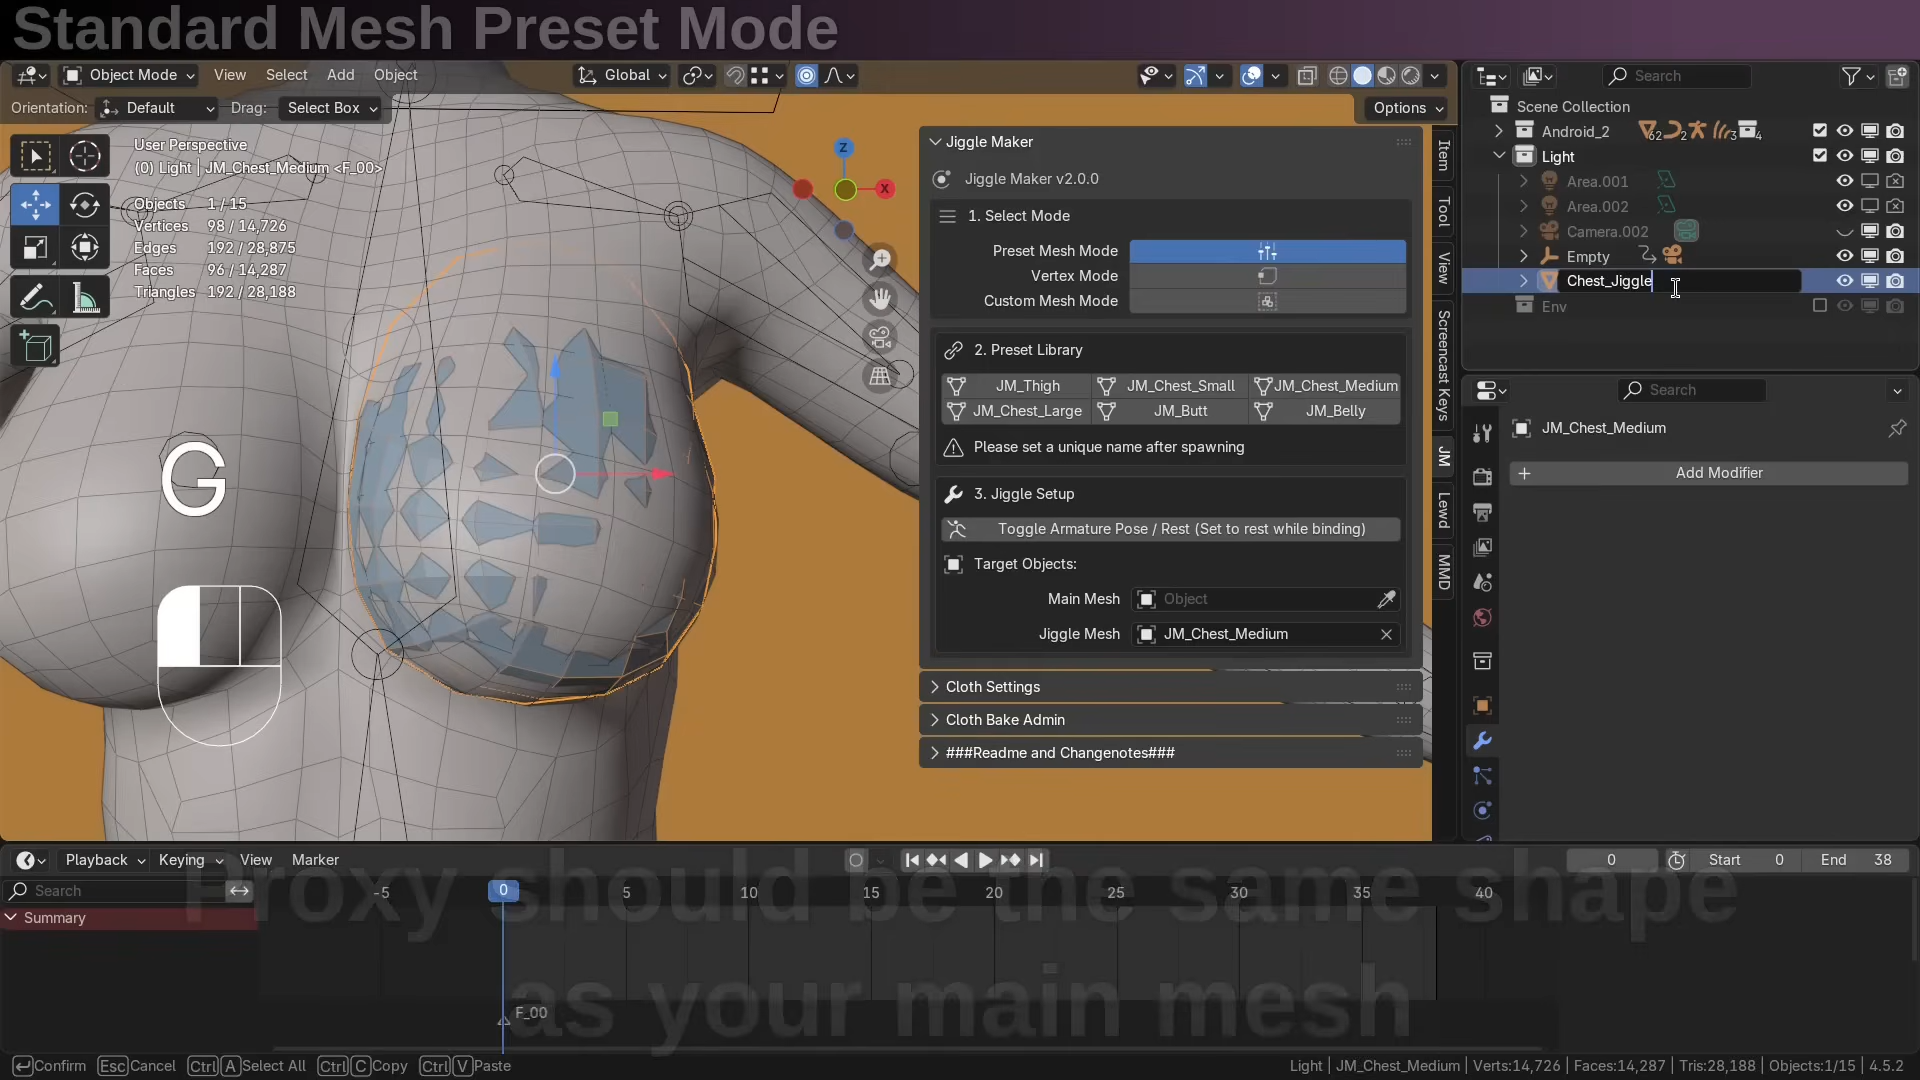 Standard Mesh Preset Mode
Object Mode View Select Add Object Global
Orientation: Default Drag: Select Box Options
User Perspective
(0) Light | JM_Chest_Medium <F_00>
Objects 1 / 15
Vertices 98 / 14,726
Edges 192 / 28,875
Faces 96 / 14,287
Triangles 192 / 28,188
Z
X
G
Jiggle Maker
Jiggle Maker v2.0.0
1. Select Mode
Preset Mesh Mode
Vertex Mode
Custom Mesh Mode
2. Preset Library
JM_Thigh JM_Chest_Small JM_Chest_Medium
JM_Chest_Large JM_Butt JM_Belly
Please set a unique name after spawning
3. Jiggle Setup
Toggle Armature Pose / Rest (Set to rest while binding)
Target Objects:
Main Mesh Object
Jiggle Mesh JM_Chest_Medium
Cloth Settings
Cloth Bake Admin
###Readme and Changenotes###
Item
Tool
View
Screencast Keys
JM
Lewd
MMD
Search
Scene Collection
Android_2 62 2 3 4
Light
Area.001
Area.002
Camera.002
Empty
Chest_Jiggle
Env
Search
JM_Chest_Medium
Add Modifier
Playback Keying View Marker 0 Start 0 End 38
Search -5 0 5 10 15 20 25 30 35 40
Summary
F_00
Proxy should be the same shape
as your main mesh
Confirm Esc Cancel Ctrl A Select All Ctrl C Copy Ctrl V Paste
Light | JM_Chest_Medium | Verts:14,726 | Faces:14,287 | Tris:28,188 | Objects:1/15 | 4.5.2